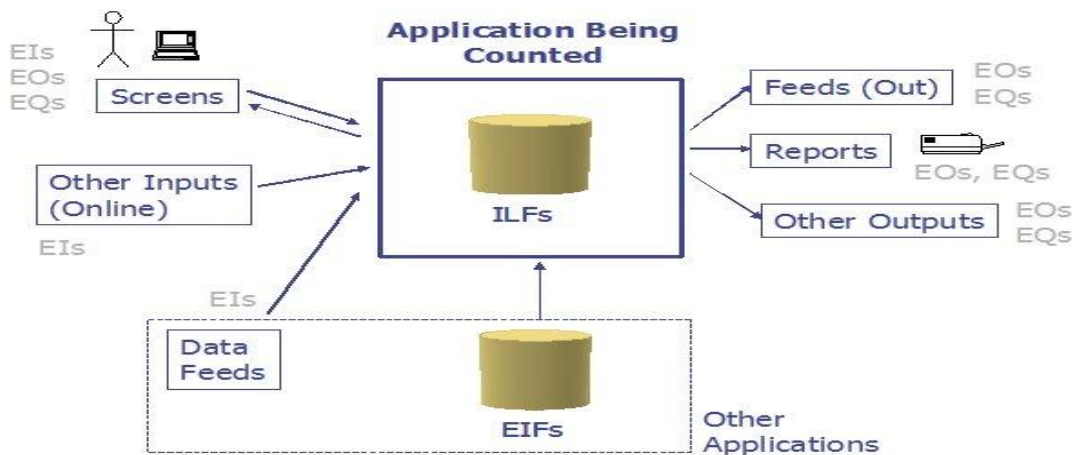 Application Being
Counted
EIs
EOs
EQs
Screens
Other Inputs
(Online)
EIs
EIs
ILFs
Feeds (Out)
EOs
EQs
Reports
EOs, EQs
Other Outputs
EOs
EQs
Data
Feeds
EIFs
Other
Applications